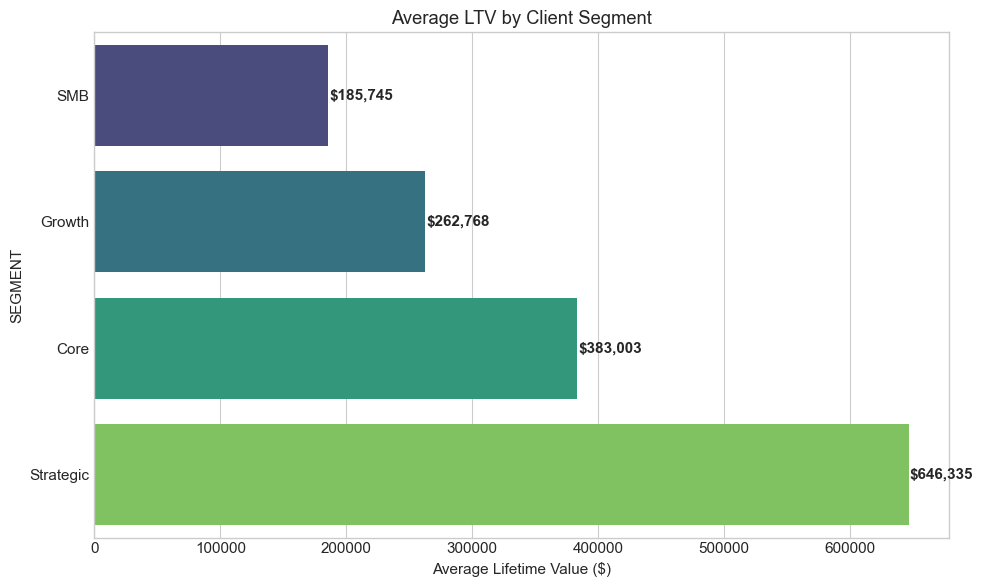 Average LTV by Client Segment
SEGMENT
SMB
$185,745
Growth
$262,768
Core
$383,003
Strategic
$646,335
0 100000 200000 300000 400000 500000 600000
Average Lifetime Value ($)